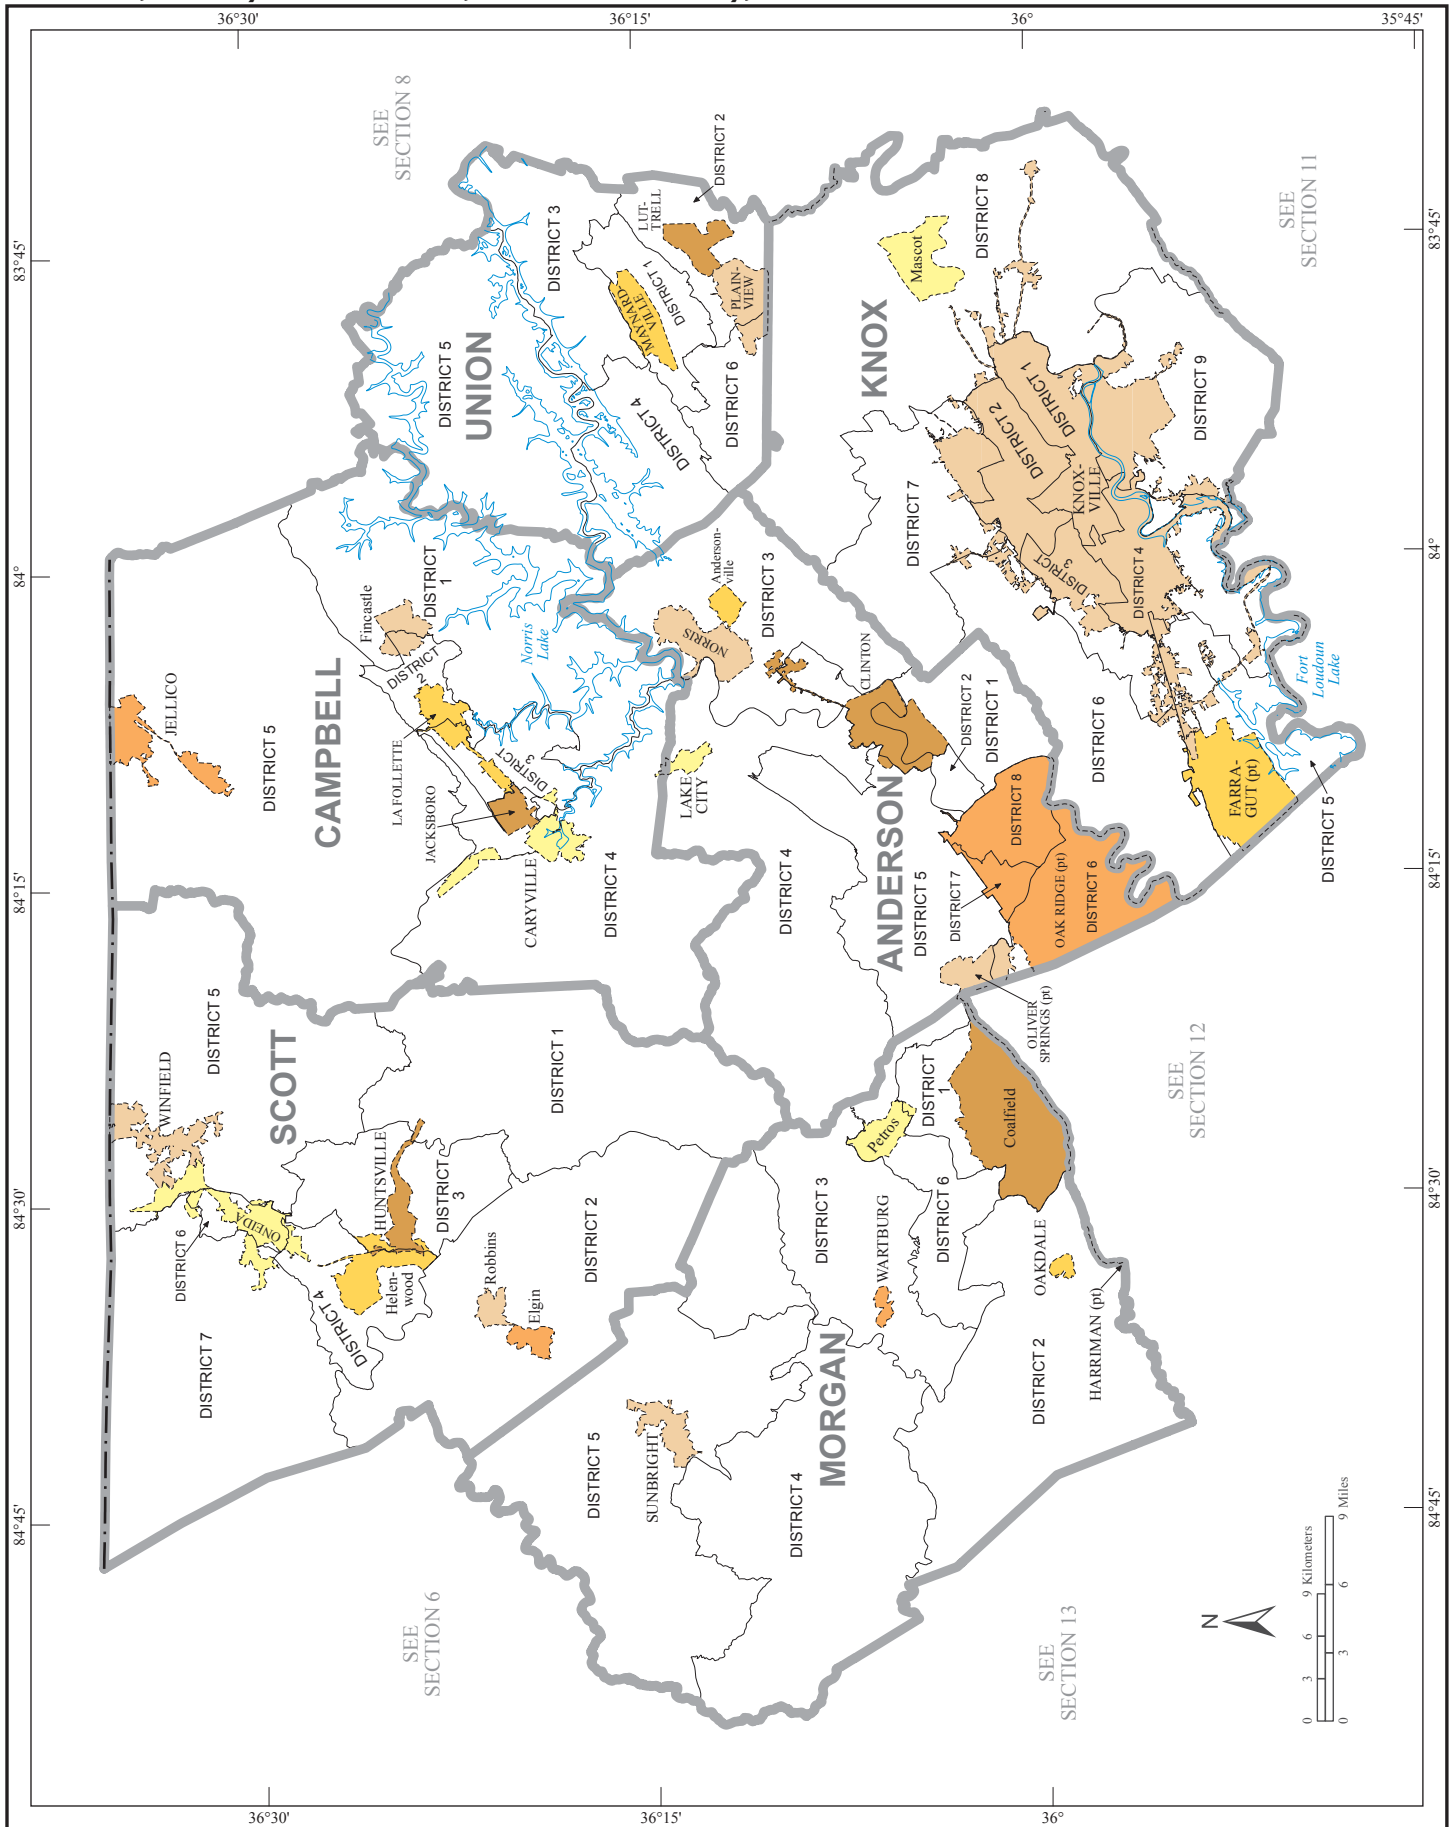 36°30'
36°15'
36°
35°45'
83°45'
84°
84°15'
84°30'
84°45'
83°45'
84°
84°15'
84°30'
84°45'
36°30'
36°15'
36°
SEE
SECTION 8
SEE
SECTION 11
SEE
SECTION 12
SEE
SECTION 6
SEE
SECTION 13
UNION
DISTRICT 5
DISTRICT 3
DISTRICT 2
LUT-
TRELL
DISTRICT 1
MAYNARD-
VILLE
PLAIN-
VIEW
DISTRICT 4
DISTRICT 6
KNOX
Mascot
DISTRICT 8
DISTRICT 1
DISTRICT 2
KNOX-
VILLE
DISTRICT 3
DISTRICT 4
DISTRICT 7
DISTRICT 9
DISTRICT 6
FARRA-
GUT (pt)
DISTRICT 5
Fort
Loudoun
Lake
CAMPBELL
JELLICO
DISTRICT 5
Fincastle
DISTRICT
1
DISTRICT
2
LA FOLLETTE
DISTRICT
3
JACKSBORO
CARYVILLE
DISTRICT 4
Norris
Lake
ANDERSON
Anderson-
ville
NORRIS
DISTRICT 3
CLINTON
LAKE
CITY
DISTRICT 2
DISTRICT 1
DISTRICT 4
DISTRICT 5
DISTRICT 8
DISTRICT 7
OAK RIDGE (pt)
DISTRICT 6
OLIVER
SPRINGS (pt)
SCOTT
WINFIELD
DISTRICT 5
DISTRICT 1
ONEIDA
DISTRICT 6
HUNTSVILLE
DISTRICT
3
Helen-
wood
DISTRICT 4
DISTRICT 7
Robbins
Elgin
DISTRICT 2
MORGAN
DISTRICT
1
Petros
Coalfield
DISTRICT 3
DISTRICT 6
WARTBURG
OAKDALE
HARRIMAN (pt)
DISTRICT 2
DISTRICT 5
SUNBRIGHT
DISTRICT 4
N
0 3 6 9 Kilometers
0 3 6 9 Miles